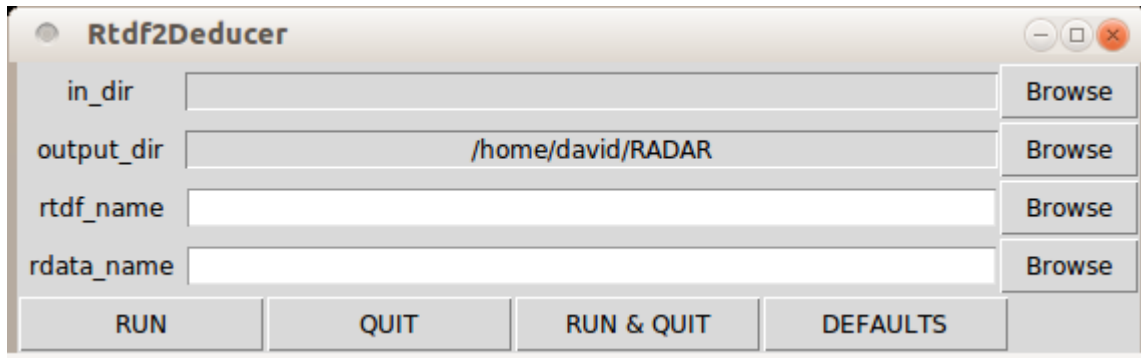 Rtdf2Deducer
in_dir Browse
output_dir /home/david/RADAR Browse
rtdf_name Browse
rdata_name Browse
RUN QUIT RUN & QUIT DEFAULTS